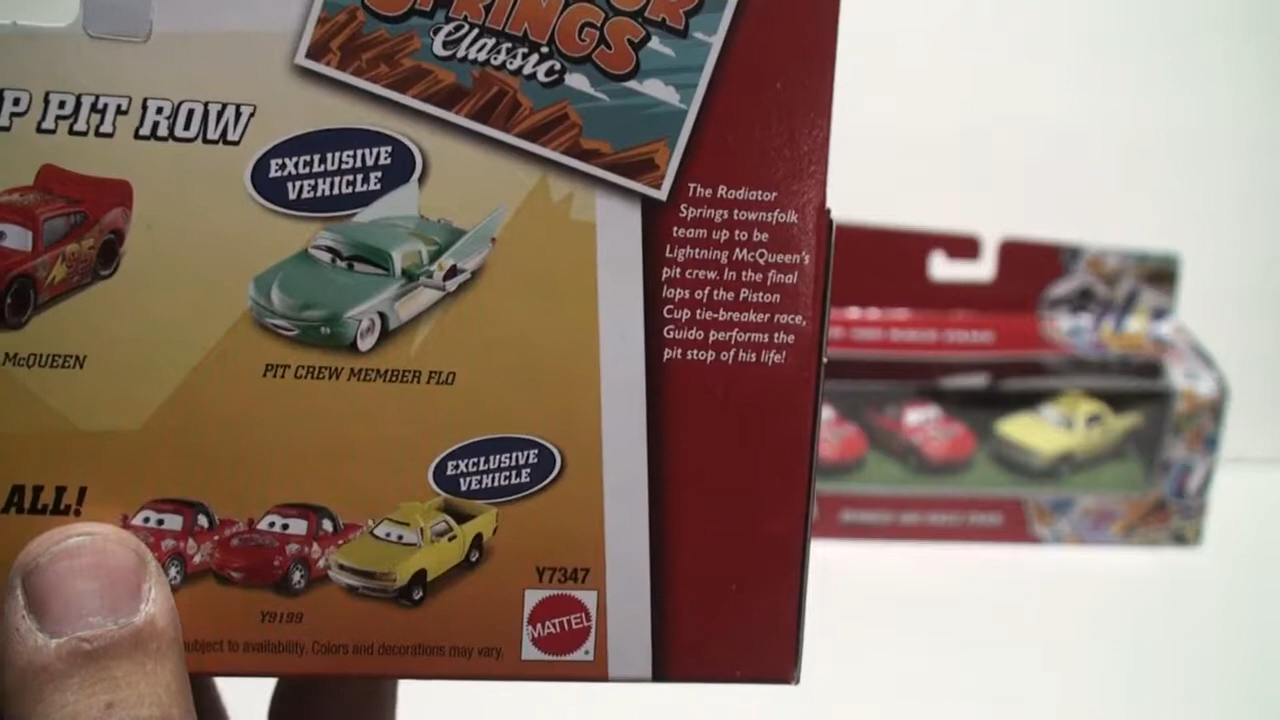 SPRINGS
Classic
P PIT ROW
EXCLUSIVE
VEHICLE
McQUEEN
PIT CREW MEMBER FLO
The Radiator
Springs townsfolk
team up to be
Lightning McQueen's
pit crew. In the final
laps of the Piston
Cup tie-breaker race,
Guido performs the
pit stop of his life!
ALL!
EXCLUSIVE
VEHICLE
Y9199
Y7347
MATTEL
subject to availability. Colors and decorations may vary.
95